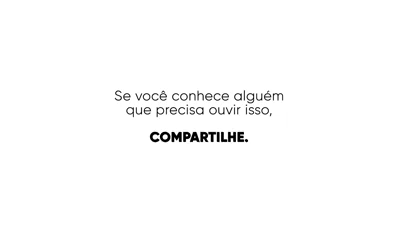 Se você conhece alguém
que precisa ouvir isso,
COMPARTILHE.